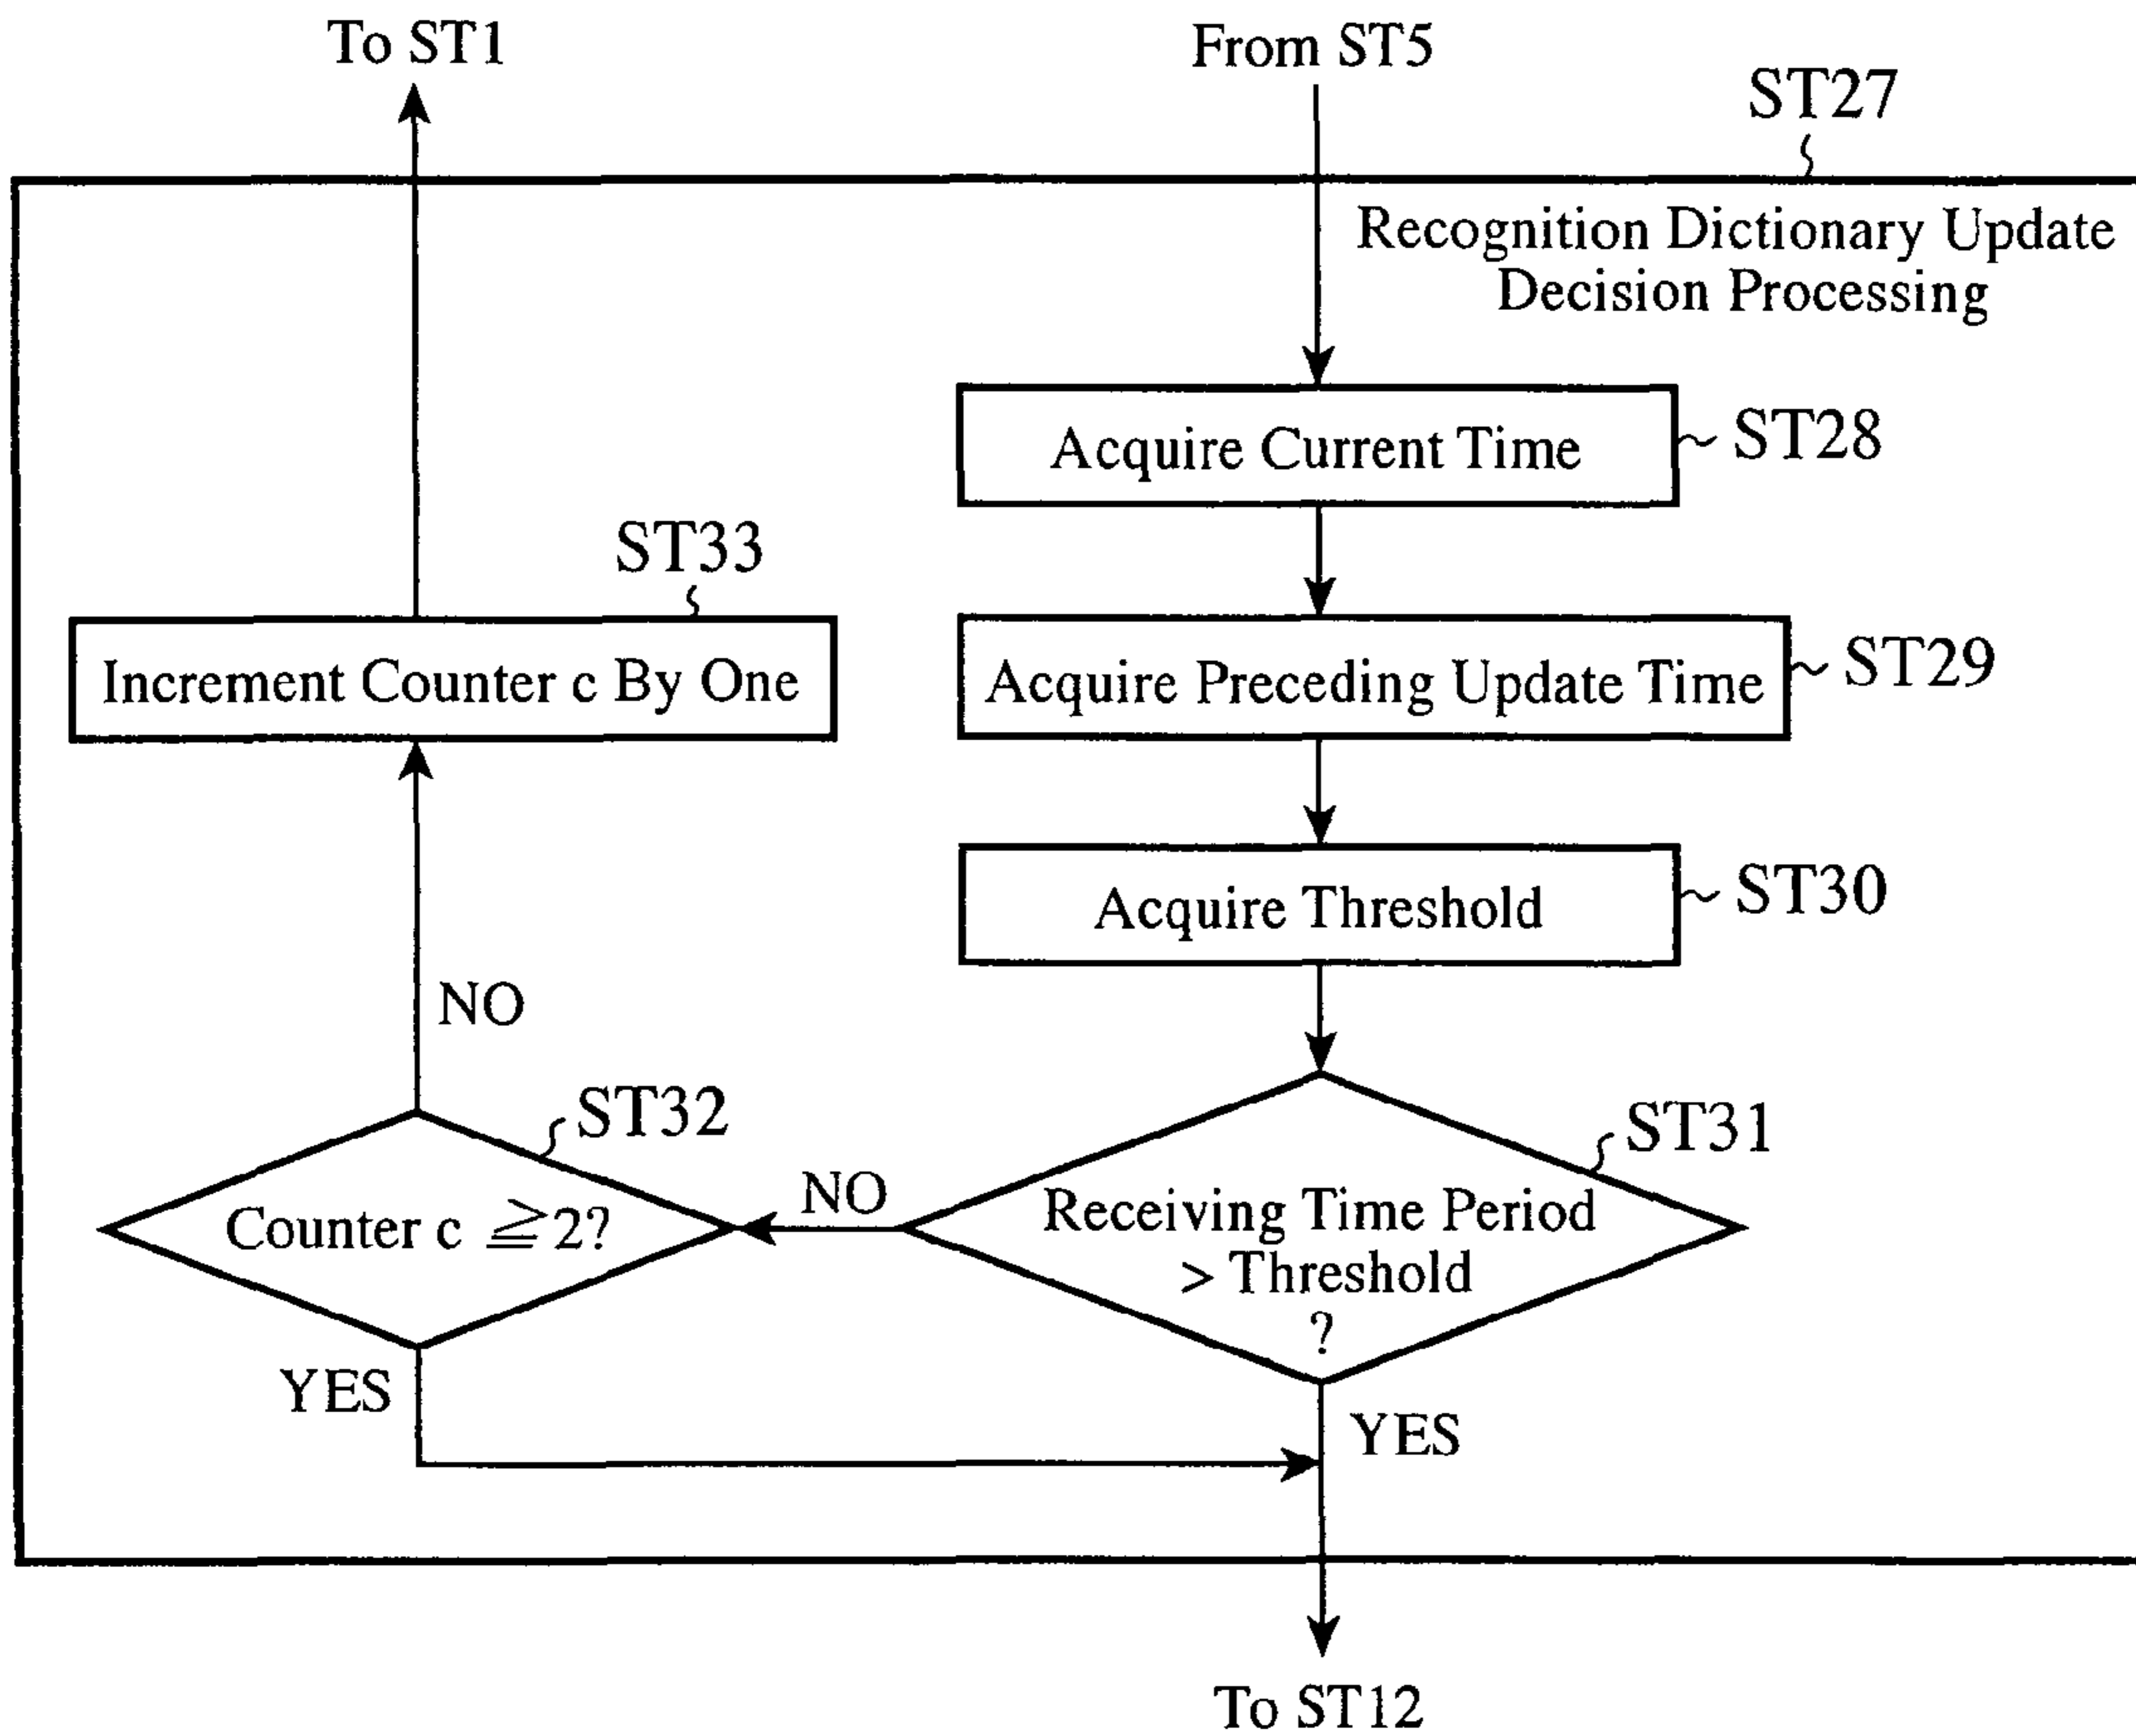 To ST1
From ST5
ST27
Recognition Dictionary Update
Decision Processing
Acquire Current Time
ST28
ST33
Increment Counter c By One
Acquire Preceding Update Time
ST29
Acquire Threshold
ST30
NO
ST32
ST31
Counter c ≧2?
NO
Receiving Time Period
> Threshold
?
YES
YES
To ST12